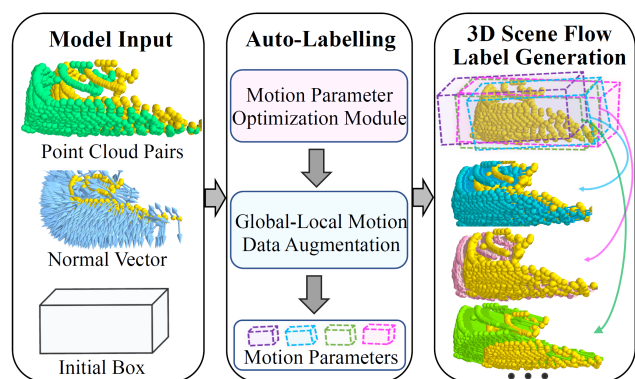 Model Input
Point Cloud Pairs
Normal Vector
Initial Box
Auto-Labelling
Motion Parameter
Optimization Module
Global-Local Motion
Data Augmentation
Motion Parameters
3D Scene Flow
Label Generation